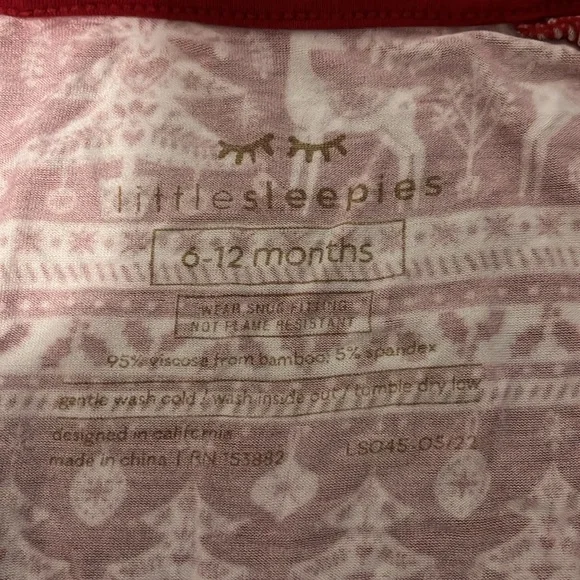 littlesleepies
6-12 months
WEAR SNUG FITTING
NOT FLAME RESISTANT
95% viscose from bamboo, 5% spandex
gentle wash cold / wash inside out / tumble dry low
designed in california
made in china | RN 153892 LS045-05/22